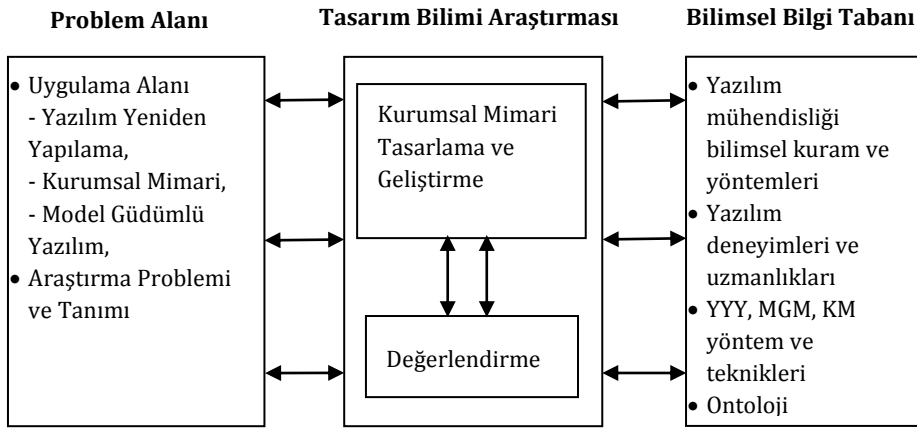 Problem Alanı
Tasarım Bilimi Araştırması
Bilimsel Bilgi Tabanı
• Uygulama Alanı
- Yazılım Yeniden
Yapılama,
- Kurumsal Mimari,
- Model Güdümlü
Yazılım,
• Araştırma Problemi
ve Tanımı
Kurumsal Mimari
Tasarlama ve
Geliştirme
Değerlendirme
• Yazılım
mühendisliği
bilimsel kuram ve
yöntemleri
• Yazılım
deneyimleri ve
uzmanlıkları
• YYY, MGM, KM
yöntem ve
teknikleri
• Ontoloji